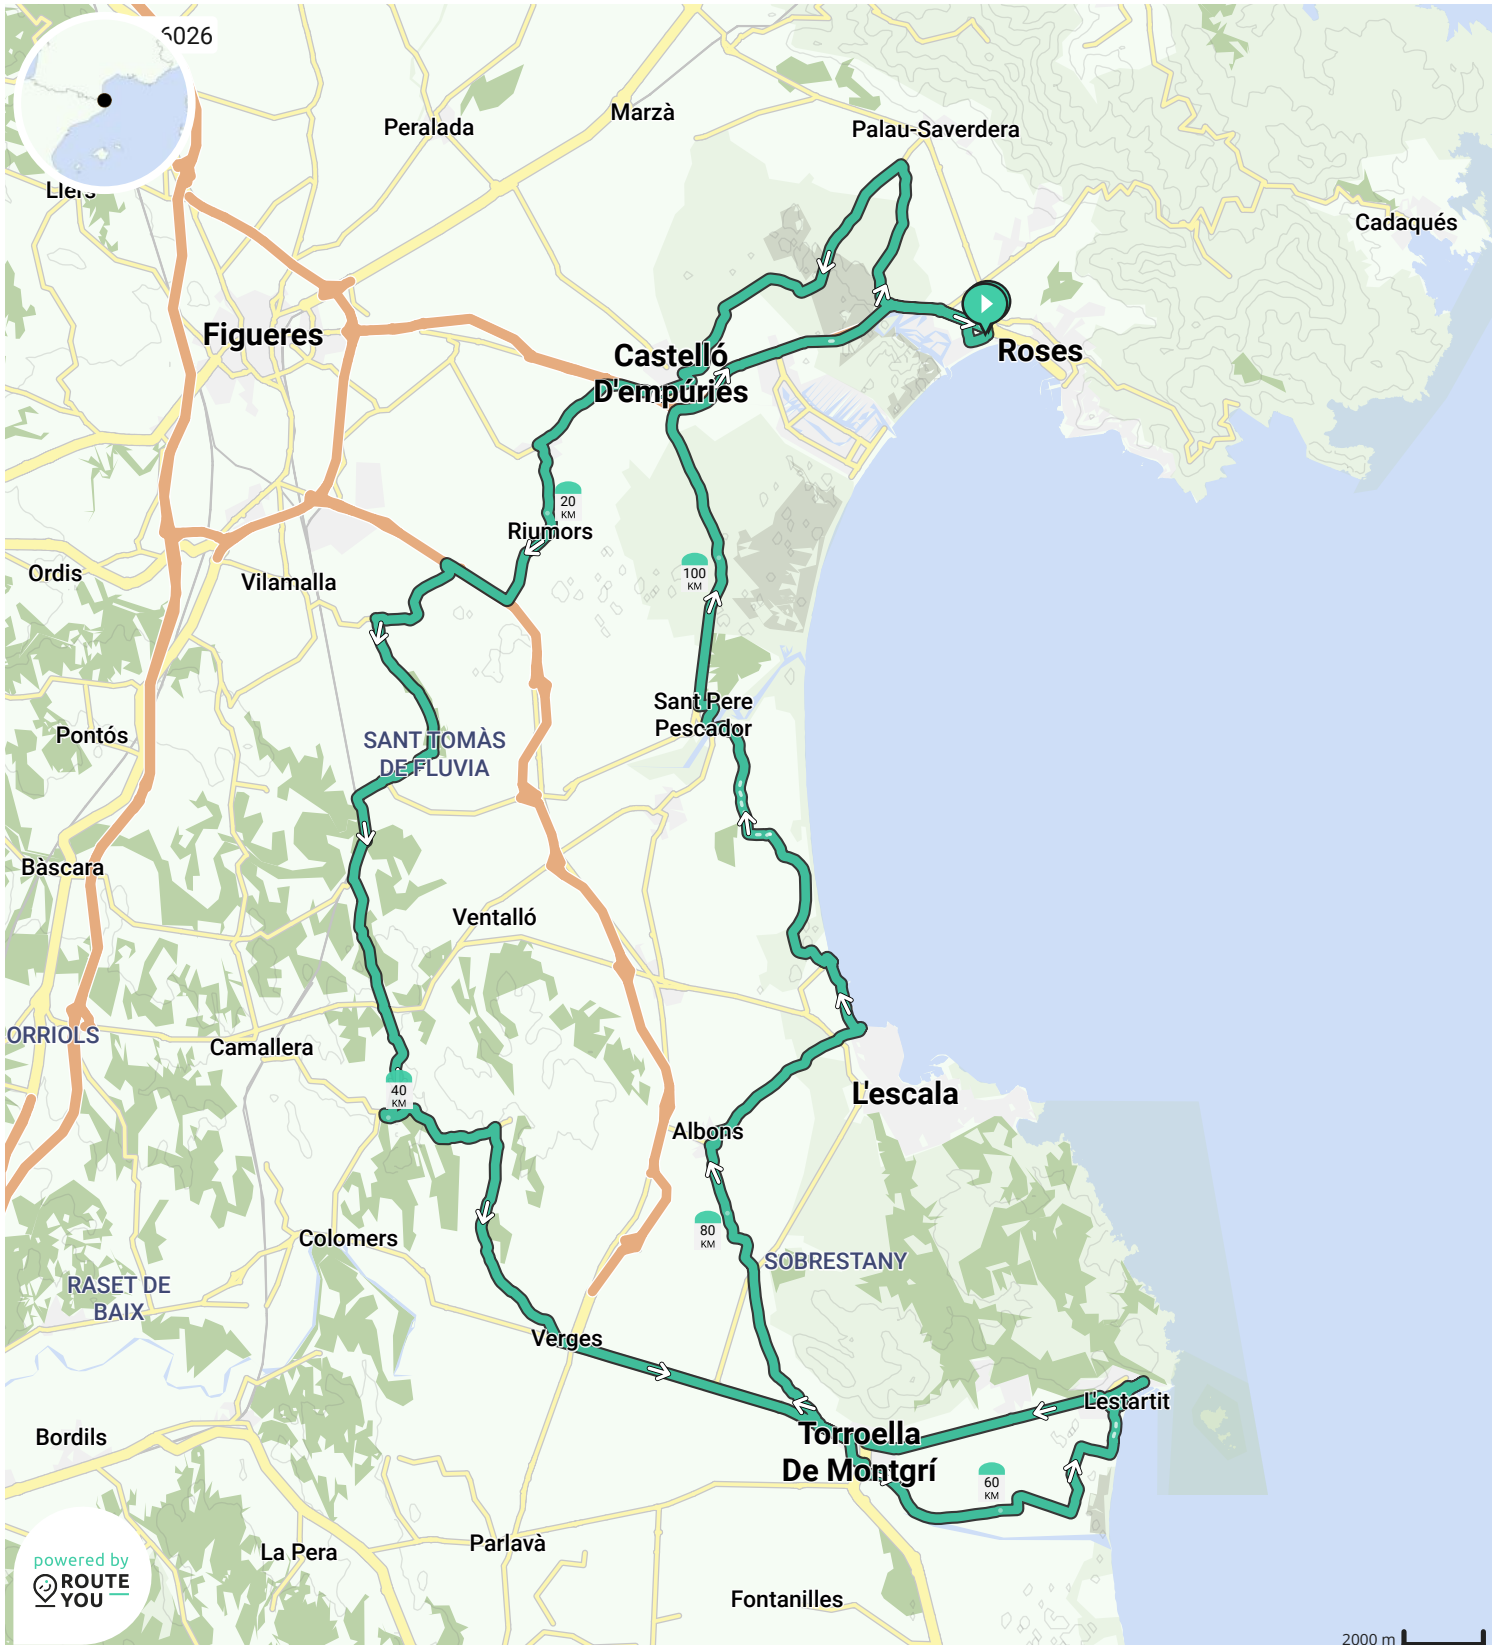 6026
Marzà
Peralada
Palau-Saverdera
Llers
Cadaqués
Figueres
Roses
Castelló
D'empúries
20
KM
Riumors
Ordis
Vilamalla
100
KM
Sant Pere
Pescador
Pontós
SANT TOMÀS
DE FLUVIA
Bàscara
Ventalló
ORRIOLS
Camallera
40
KM
L'escala
Albons
80
KM
Colomers
SOBRESTANY
RASET DE
BAIX
Verges
L'estartit
Bordils
Torroella
De Montgrí
60
KM
Parlavà
La Pera
Fontanilles
powered by
ROUTE
YOU
2000 m